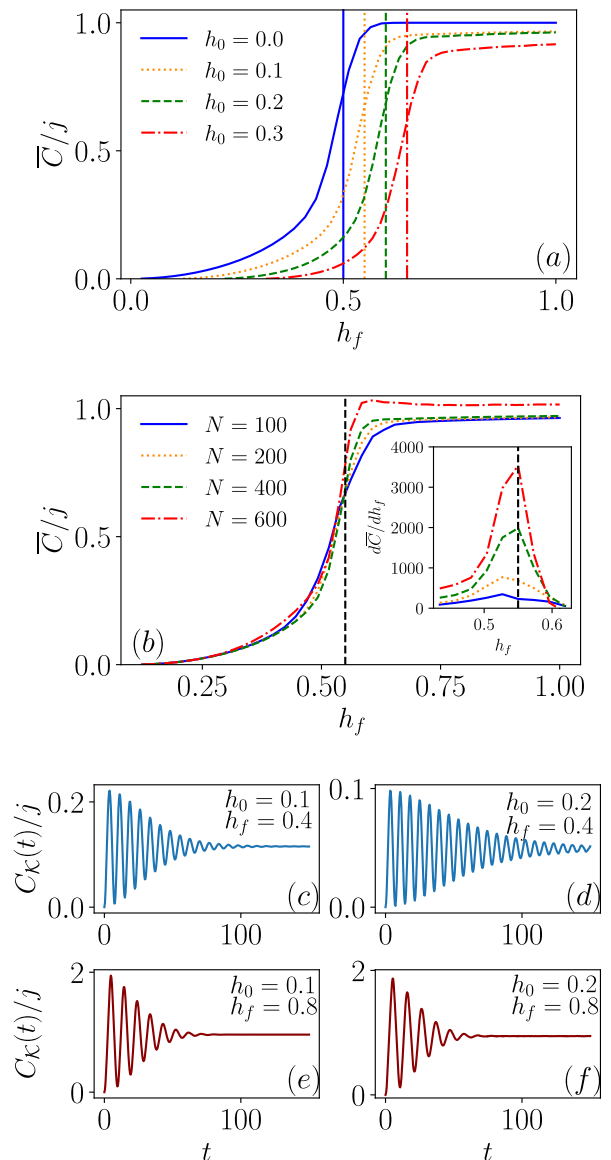 1.0
0.5
0.0
C̅/j
h₀ = 0.0
h₀ = 0.1
h₀ = 0.2
h₀ = 0.3
(a)
0.0 0.5 1.0
h_f
1.0
0.5
0.0
C̅/j
N = 100
N = 200
N = 400
N = 600
4000
3000
2000
1000
0
dC̅/dh_f
0.5 0.6
h_f
(b)
0.25 0.50 0.75 1.00
h_f
C_𝒦(t)/j
0.2
0.0
h₀ = 0.1
h_f = 0.4
(c)
0 100
0.1
0.0
h₀ = 0.2
h_f = 0.4
(d)
0 100
C_𝒦(t)/j
2
0
h₀ = 0.1
h_f = 0.8
(e)
0 100
t
2
0
h₀ = 0.2
h_f = 0.8
(f)
0 100
t